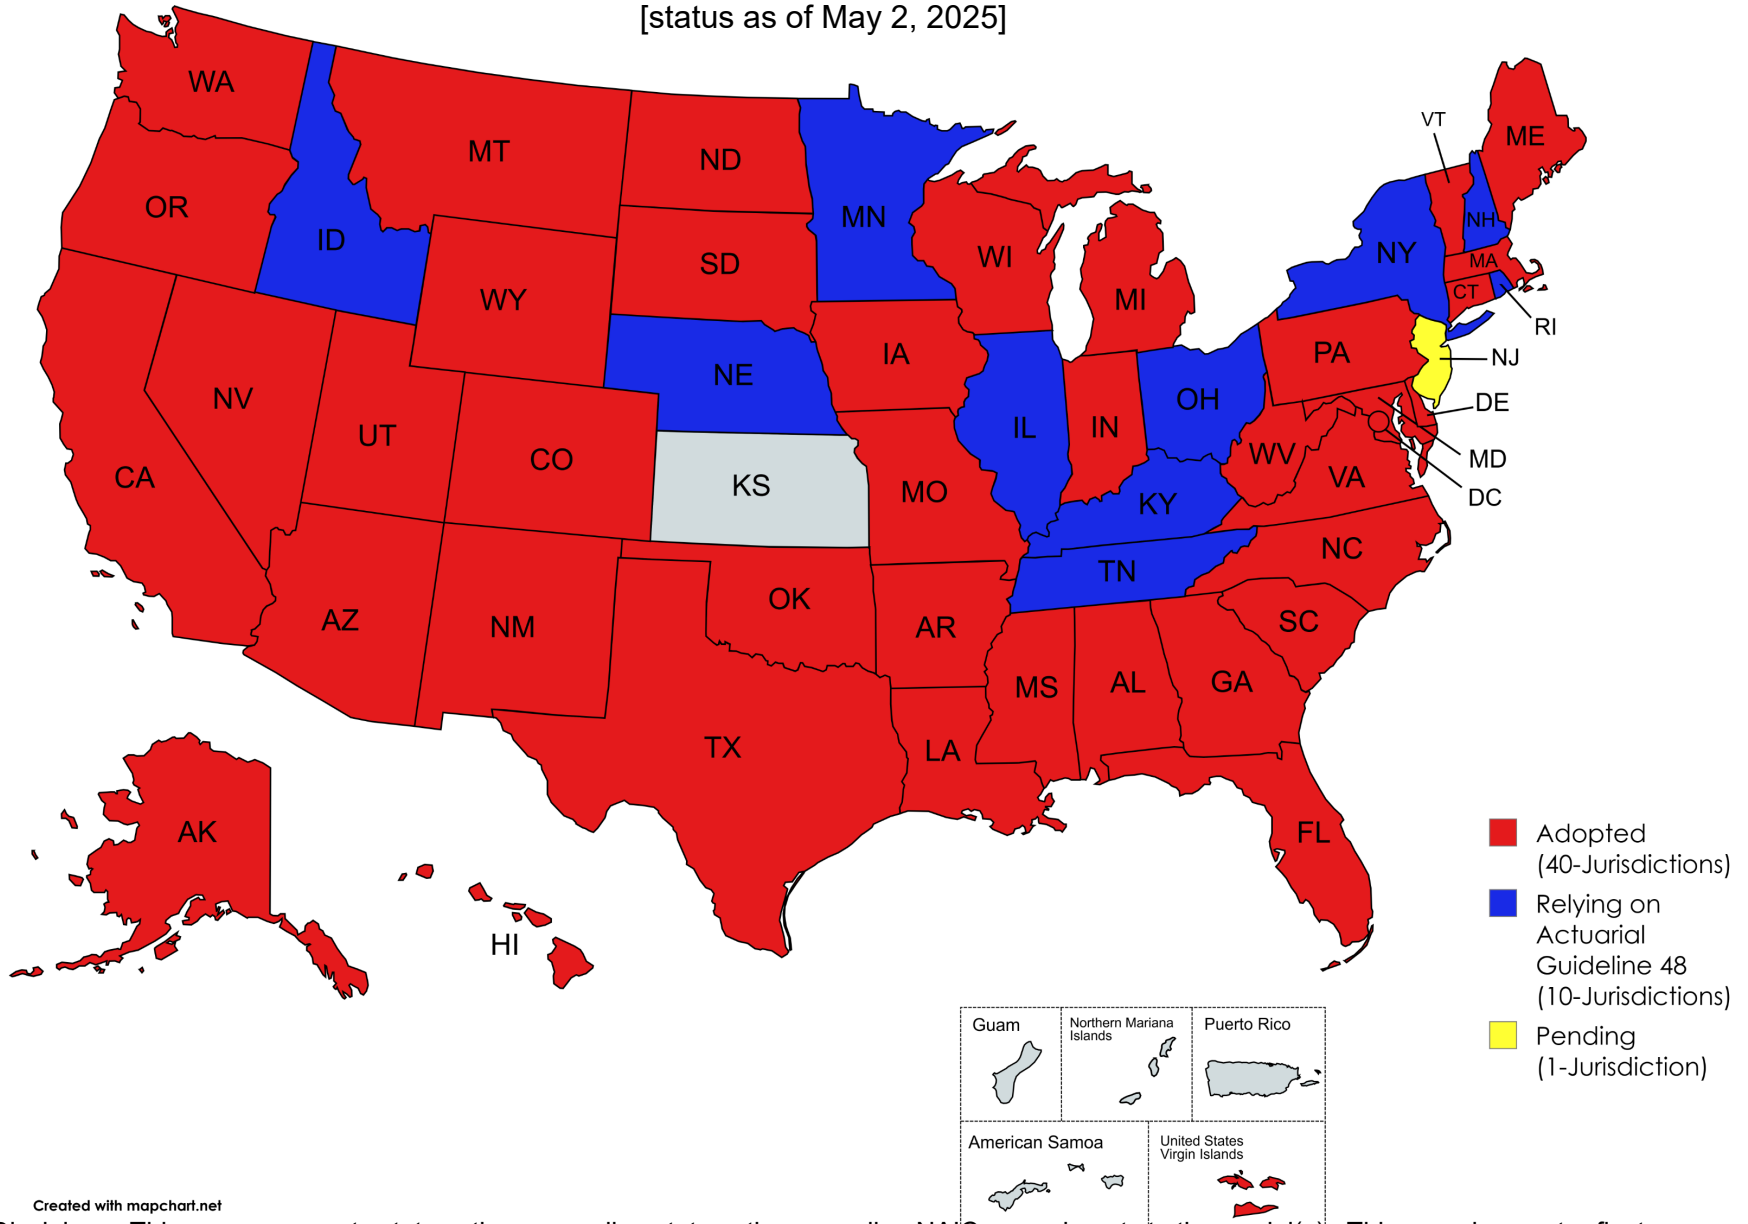 [status as of May 2, 2025]
WA
MT
ND
MN
VT
ME
OR
ID
SD
WI
NH
NY
MA
WY
MI
CT
RI
IA
PA
NJ
NE
NV
OH
DE
UT
IL
IN
CO
WV
MD
CA
KS
MO
VA
DC
KY
NC
TN
OK
AZ
NM
AR
SC
MS
AL
GA
TX
LA
AK
FL
HI
Adopted
(40-Jurisdictions)
Relying on
Actuarial
Guideline 48
(10-Jurisdictions)
Pending
(1-Jurisdiction)
Guam
Northern Mariana
Islands
Puerto Rico
American Samoa
United States
Virgin Islands
Created with mapchart.net